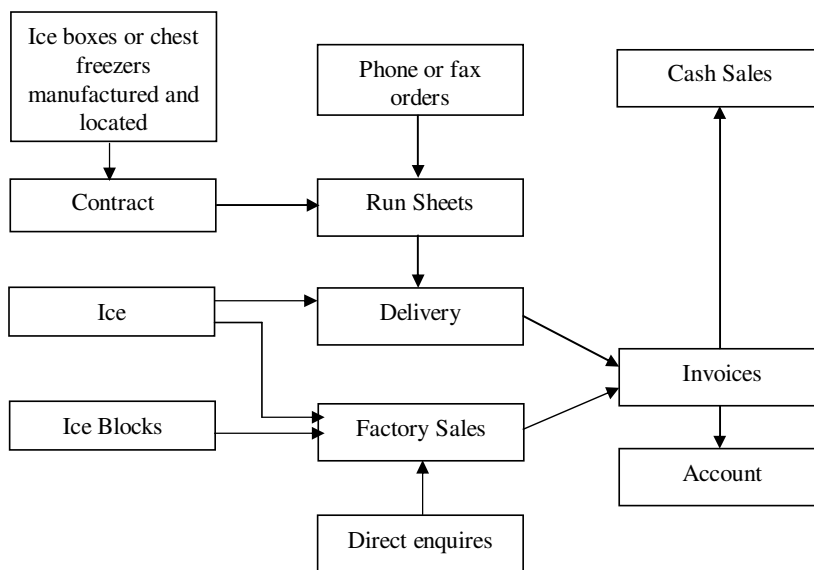 Ice boxes or chest
freezers
manufactured and
located
Phone or fax
orders
Cash Sales
Contract
Run Sheets
Ice
Delivery
Invoices
Ice Blocks
Factory Sales
Account
Direct enquires